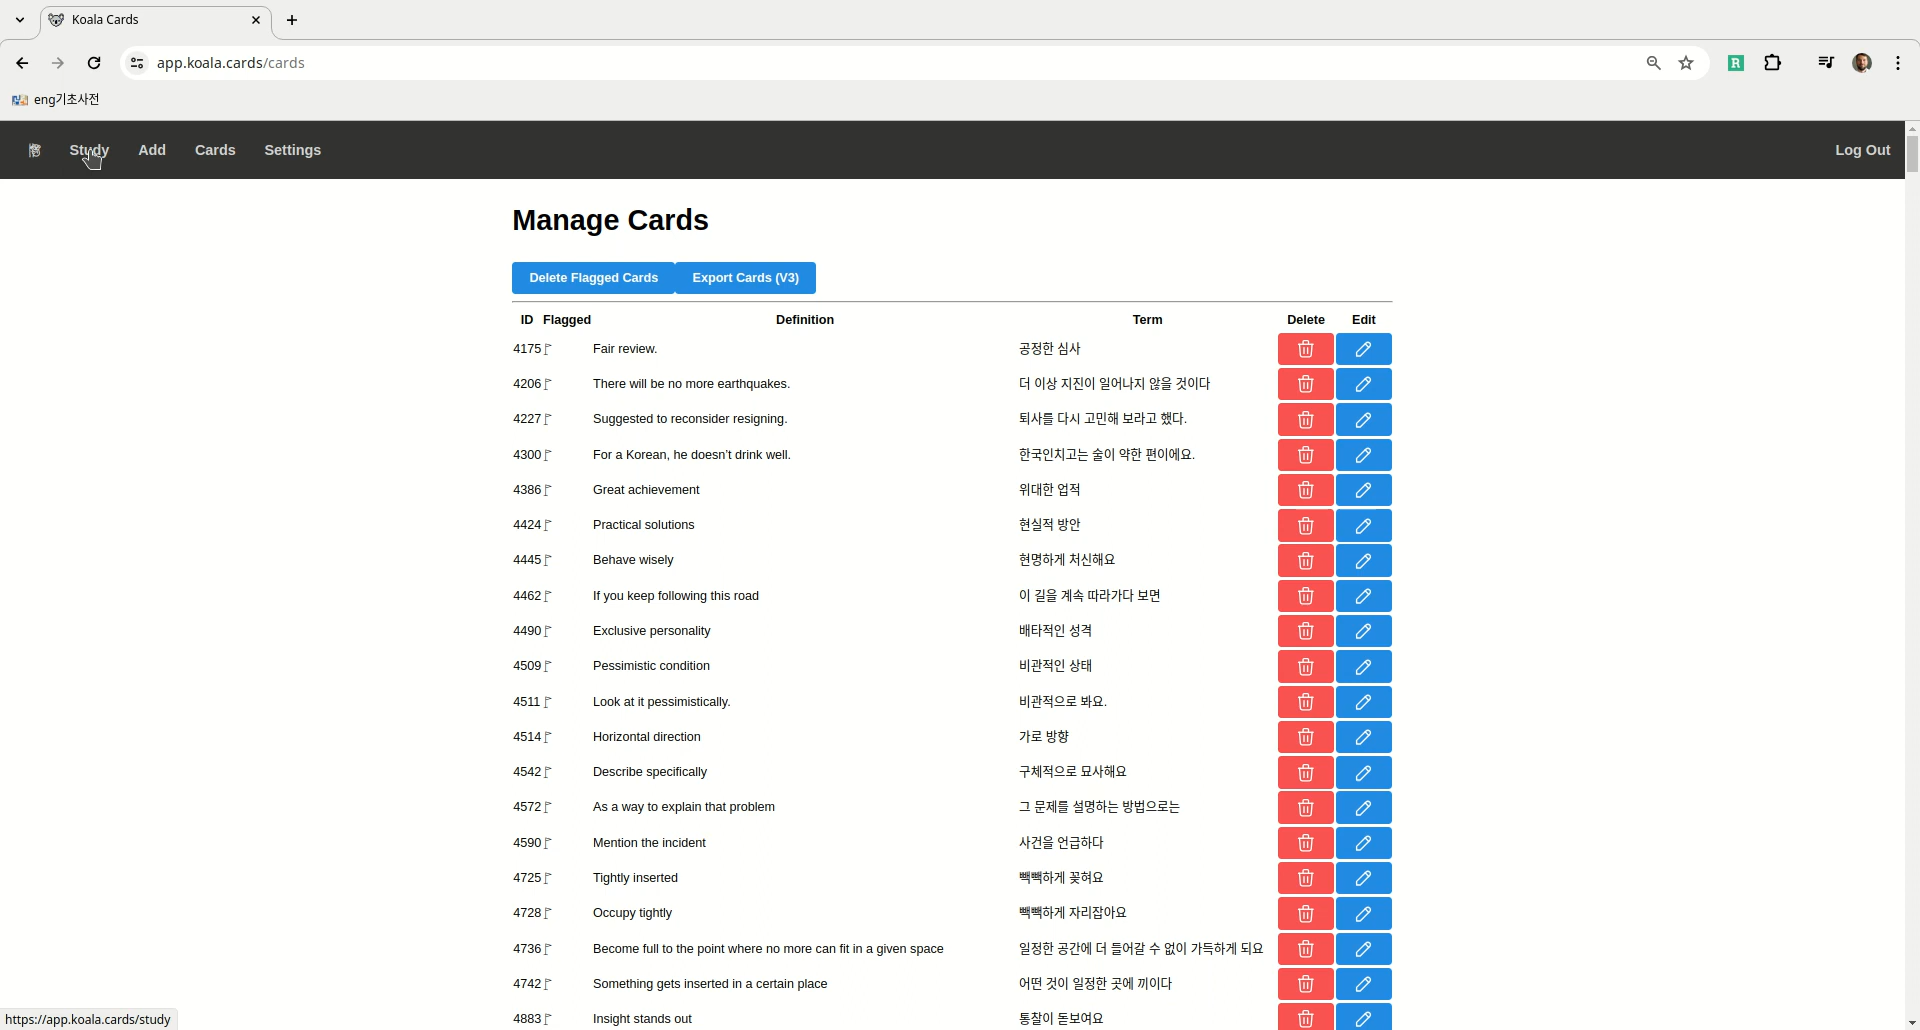 Koala Cards
app.koala.cards/cards
R
eng기초사전
Study Add Cards Settings Log Out
Manage Cards
Delete Flagged Cards Export Cards (V3)
ID Flagged Definition Term Delete Edit
4175 Fair review. 공정한 심사
4206 There will be no more earthquakes. 더 이상 지진이 일어나지 않을 것이다
4227 Suggested to reconsider resigning. 퇴사를 다시 고민해 보라고 했다.
4300 For a Korean, he doesn’t drink well. 한국인치고는 술이 약한 편이에요.
4386 Great achievement 위대한 업적
4424 Practical solutions 현실적 방안
4445 Behave wisely 현명하게 처신해요
4462 If you keep following this road 이 길을 계속 따라가다 보면
4490 Exclusive personality 배타적인 성격
4509 Pessimistic condition 비관적인 상태
4511 Look at it pessimistically. 비관적으로 봐요.
4514 Horizontal direction 가로 방향
4542 Describe specifically 구체적으로 묘사해요
4572 As a way to explain that problem 그 문제를 설명하는 방법으로는
4590 Mention the incident 사건을 언급하다
4725 Tightly inserted 빽빽하게 꽂혀요
4728 Occupy tightly 빽빽하게 자리잡아요
4736 Become full to the point where no more can fit in a given space 일정한 공간에 더 들어갈 수 없이 가득하게 되요
4742 Something gets inserted in a certain place 어떤 것이 일정한 곳에 끼이다
4883 Insight stands out 통찰이 돋보여요
https://app.koala.cards/study